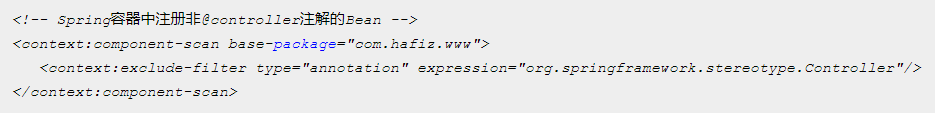 <!-- Spring容器中注册非@controller注解的Bean -->
<context:component-scan base-package="com.hafiz.www">
<context:exclude-filter type="annotation" expression="org.springframework.stereotype.Controller"/>
</context:component-scan>